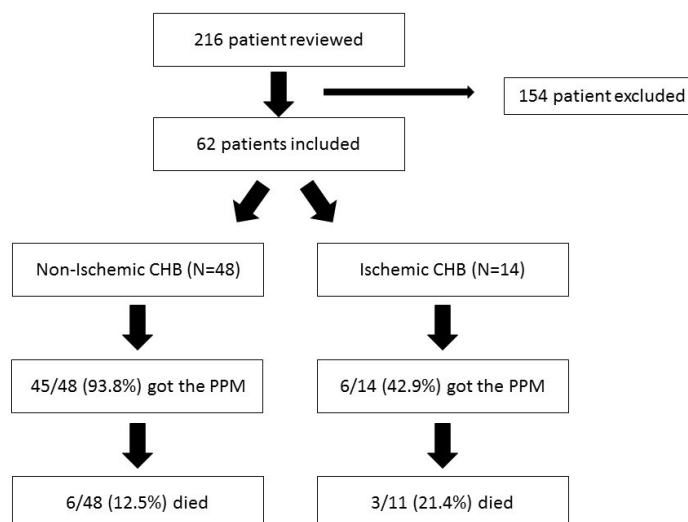 216 patient reviewed
154 patient excluded
62 patients included
Non-Ischemic CHB (N=48)
Ischemic CHB (N=14)
45/48 (93.8%) got the PPM
6/14 (42.9%) got the PPM
6/48 (12.5%) died
3/11 (21.4%) died